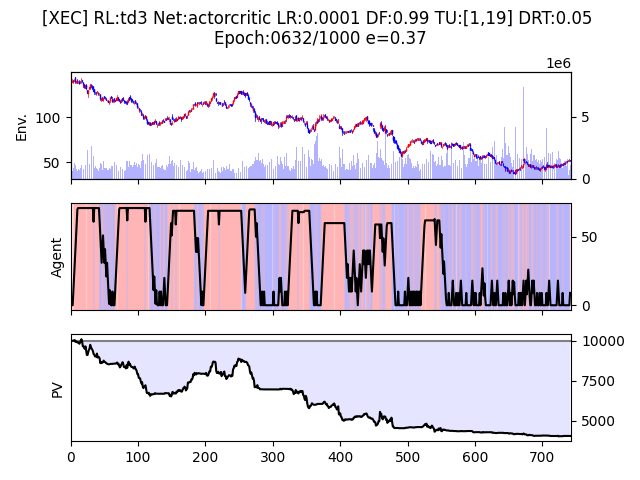 [XEC] RL:td3 Net:actorcritic LR:0.0001 DF:0.99 TU:[1,19] DRT:0.05
Epoch:0632/1000 e=0.37
1e6
Env.
100
50
5
0
Agent
50
0
PV
10000
7500
5000
0 100 200 300 400 500 600 700